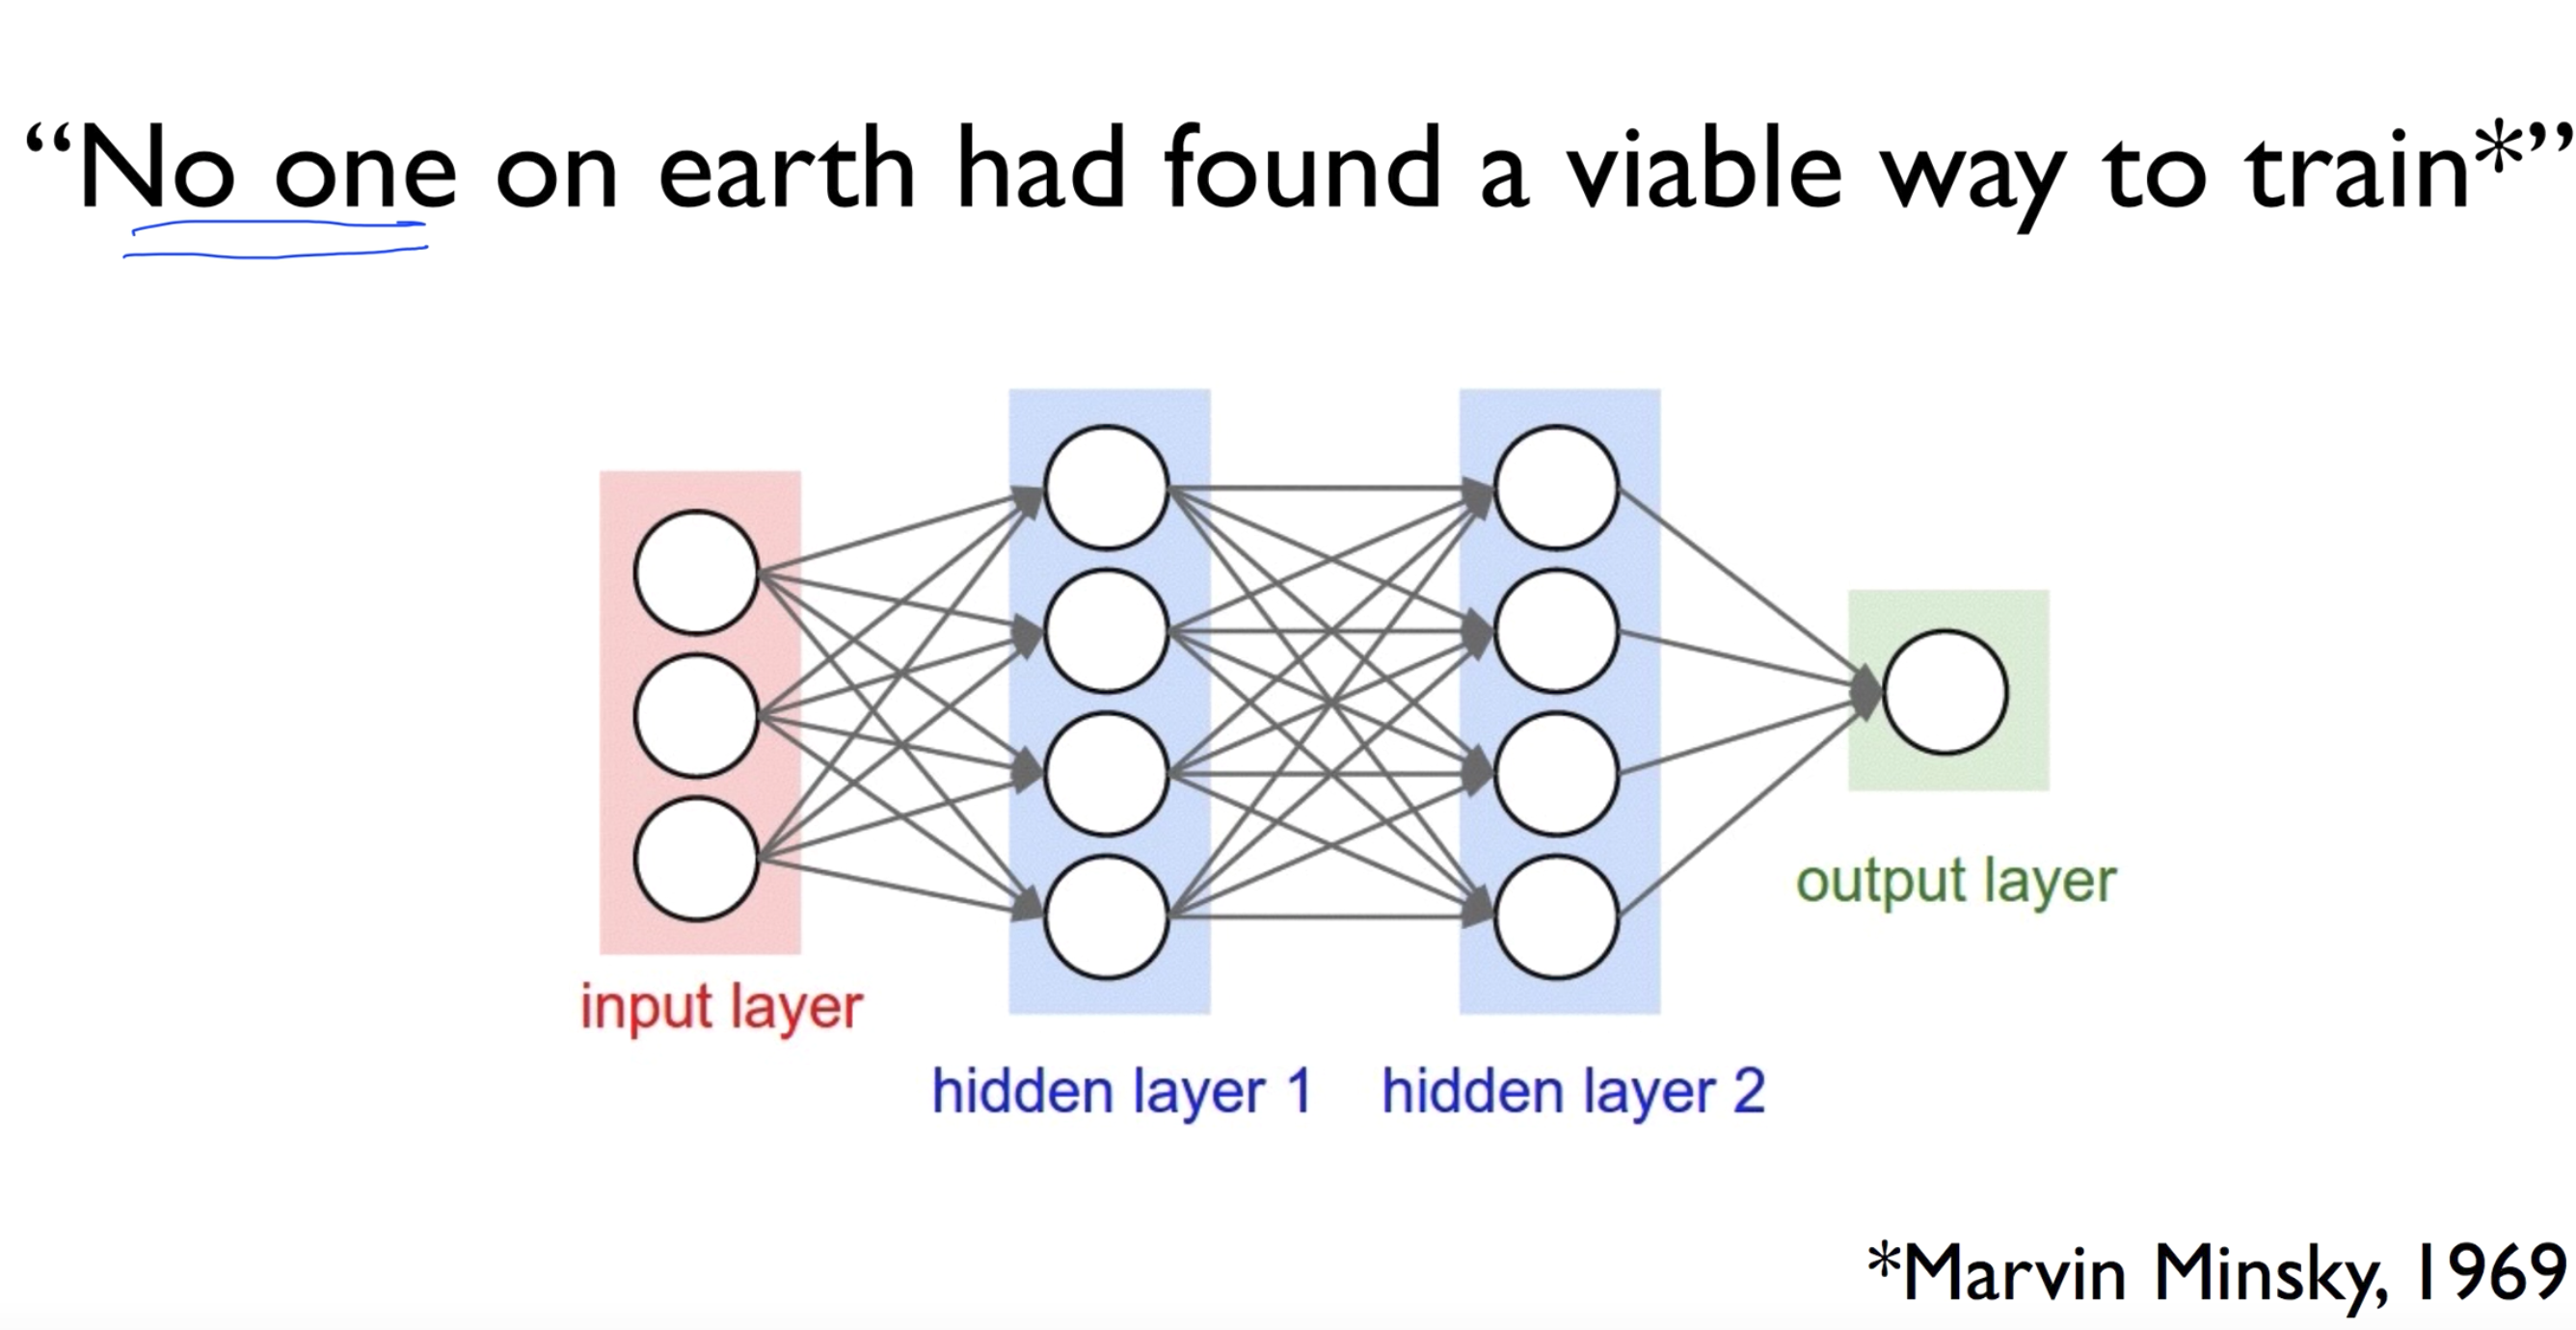 “No one on earth had found a viable way to train*”
input layer
hidden layer 1
hidden layer 2
output layer
*Marvin Minsky, 1969